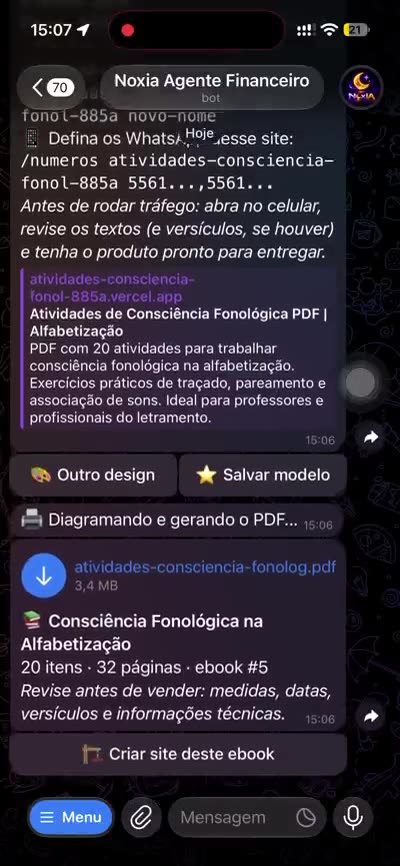 15:07
21
70
Noxia Agente Financeiro
bot
NOXIA
fonol-885a novo-nome
Hoje
📱 Defina os WhatsA desse site:
/numeros atividades-consciencia-
fonol-885a 5561...,5561...
Antes de rodar tráfego: abra no celular,
revise os textos (e versículos, se houver)
e tenha o produto pronto para entregar.
atividades-consciencia-
fonol-885a.vercel.app
Atividades de Consciência Fonológica PDF |
Alfabetização
PDF com 20 atividades para trabalhar
consciência fonológica na alfabetização.
Exercícios práticos de traçado, pareamento e
associação de sons. Ideal para professores e
profissionais do letramento.
15:06
🎨 Outro design
⭐ Salvar modelo
🖨️ Diagramando e gerando o PDF... 15:06
atividades-consciencia-fonolog.pdf
3,4 MB
📚 Consciência Fonológica na
Alfabetização
20 itens · 32 páginas · ebook #5
Revise antes de vender: medidas, datas,
versículos e informações técnicas. 15:06
🏗️ Criar site deste ebook
Menu
Mensagem